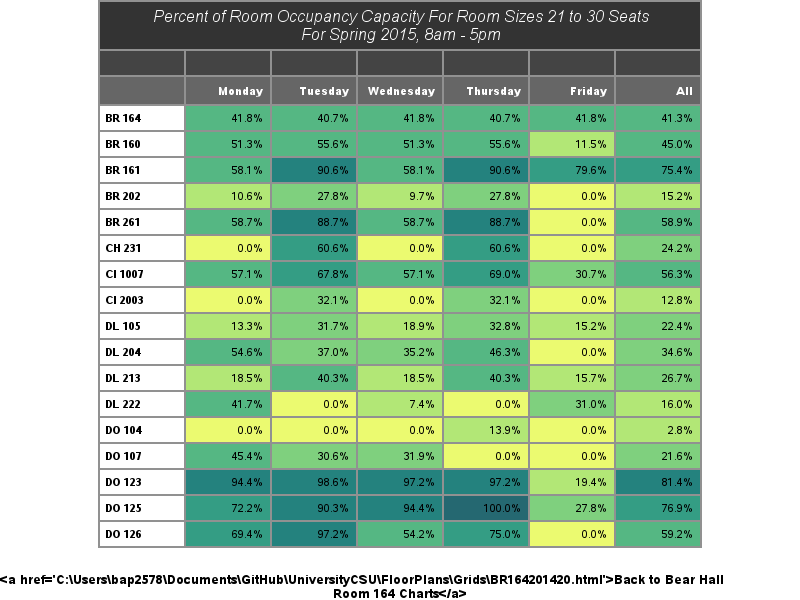 Percent of Room Occupancy Capacity For Room Sizes 21 to 30 Seats
For Spring 2015, 8am - 5pm
Monday Tuesday Wednesday Thursday Friday All
BR 164 41.8% 40.7% 41.8% 40.7% 41.8% 41.3%
BR 160 51.3% 55.6% 51.3% 55.6% 11.5% 45.0%
BR 161 58.1% 90.6% 58.1% 90.6% 79.6% 75.4%
BR 202 10.6% 27.8% 9.7% 27.8% 0.0% 15.2%
BR 261 58.7% 88.7% 58.7% 88.7% 0.0% 58.9%
CH 231 0.0% 60.6% 0.0% 60.6% 0.0% 24.2%
CI 1007 57.1% 67.8% 57.1% 69.0% 30.7% 56.3%
CI 2003 0.0% 32.1% 0.0% 32.1% 0.0% 12.8%
DL 105 13.3% 31.7% 18.9% 32.8% 15.2% 22.4%
DL 204 54.6% 37.0% 35.2% 46.3% 0.0% 34.6%
DL 213 18.5% 40.3% 18.5% 40.3% 15.7% 26.7%
DL 222 41.7% 0.0% 7.4% 0.0% 31.0% 16.0%
DO 104 0.0% 0.0% 0.0% 13.9% 0.0% 2.8%
DO 107 45.4% 30.6% 31.9% 0.0% 0.0% 21.6%
DO 123 94.4% 98.6% 97.2% 97.2% 19.4% 81.4%
DO 125 72.2% 90.3% 94.4% 100.0% 27.8% 76.9%
DO 126 69.4% 97.2% 54.2% 75.0% 0.0% 59.2%
<a href='C:\Users\bap2578\Documents\GitHub\UniversityCSU\FloorPlans\Grids\BR164201420.html'>Back to Bear Hall
Room 164 Charts</a>